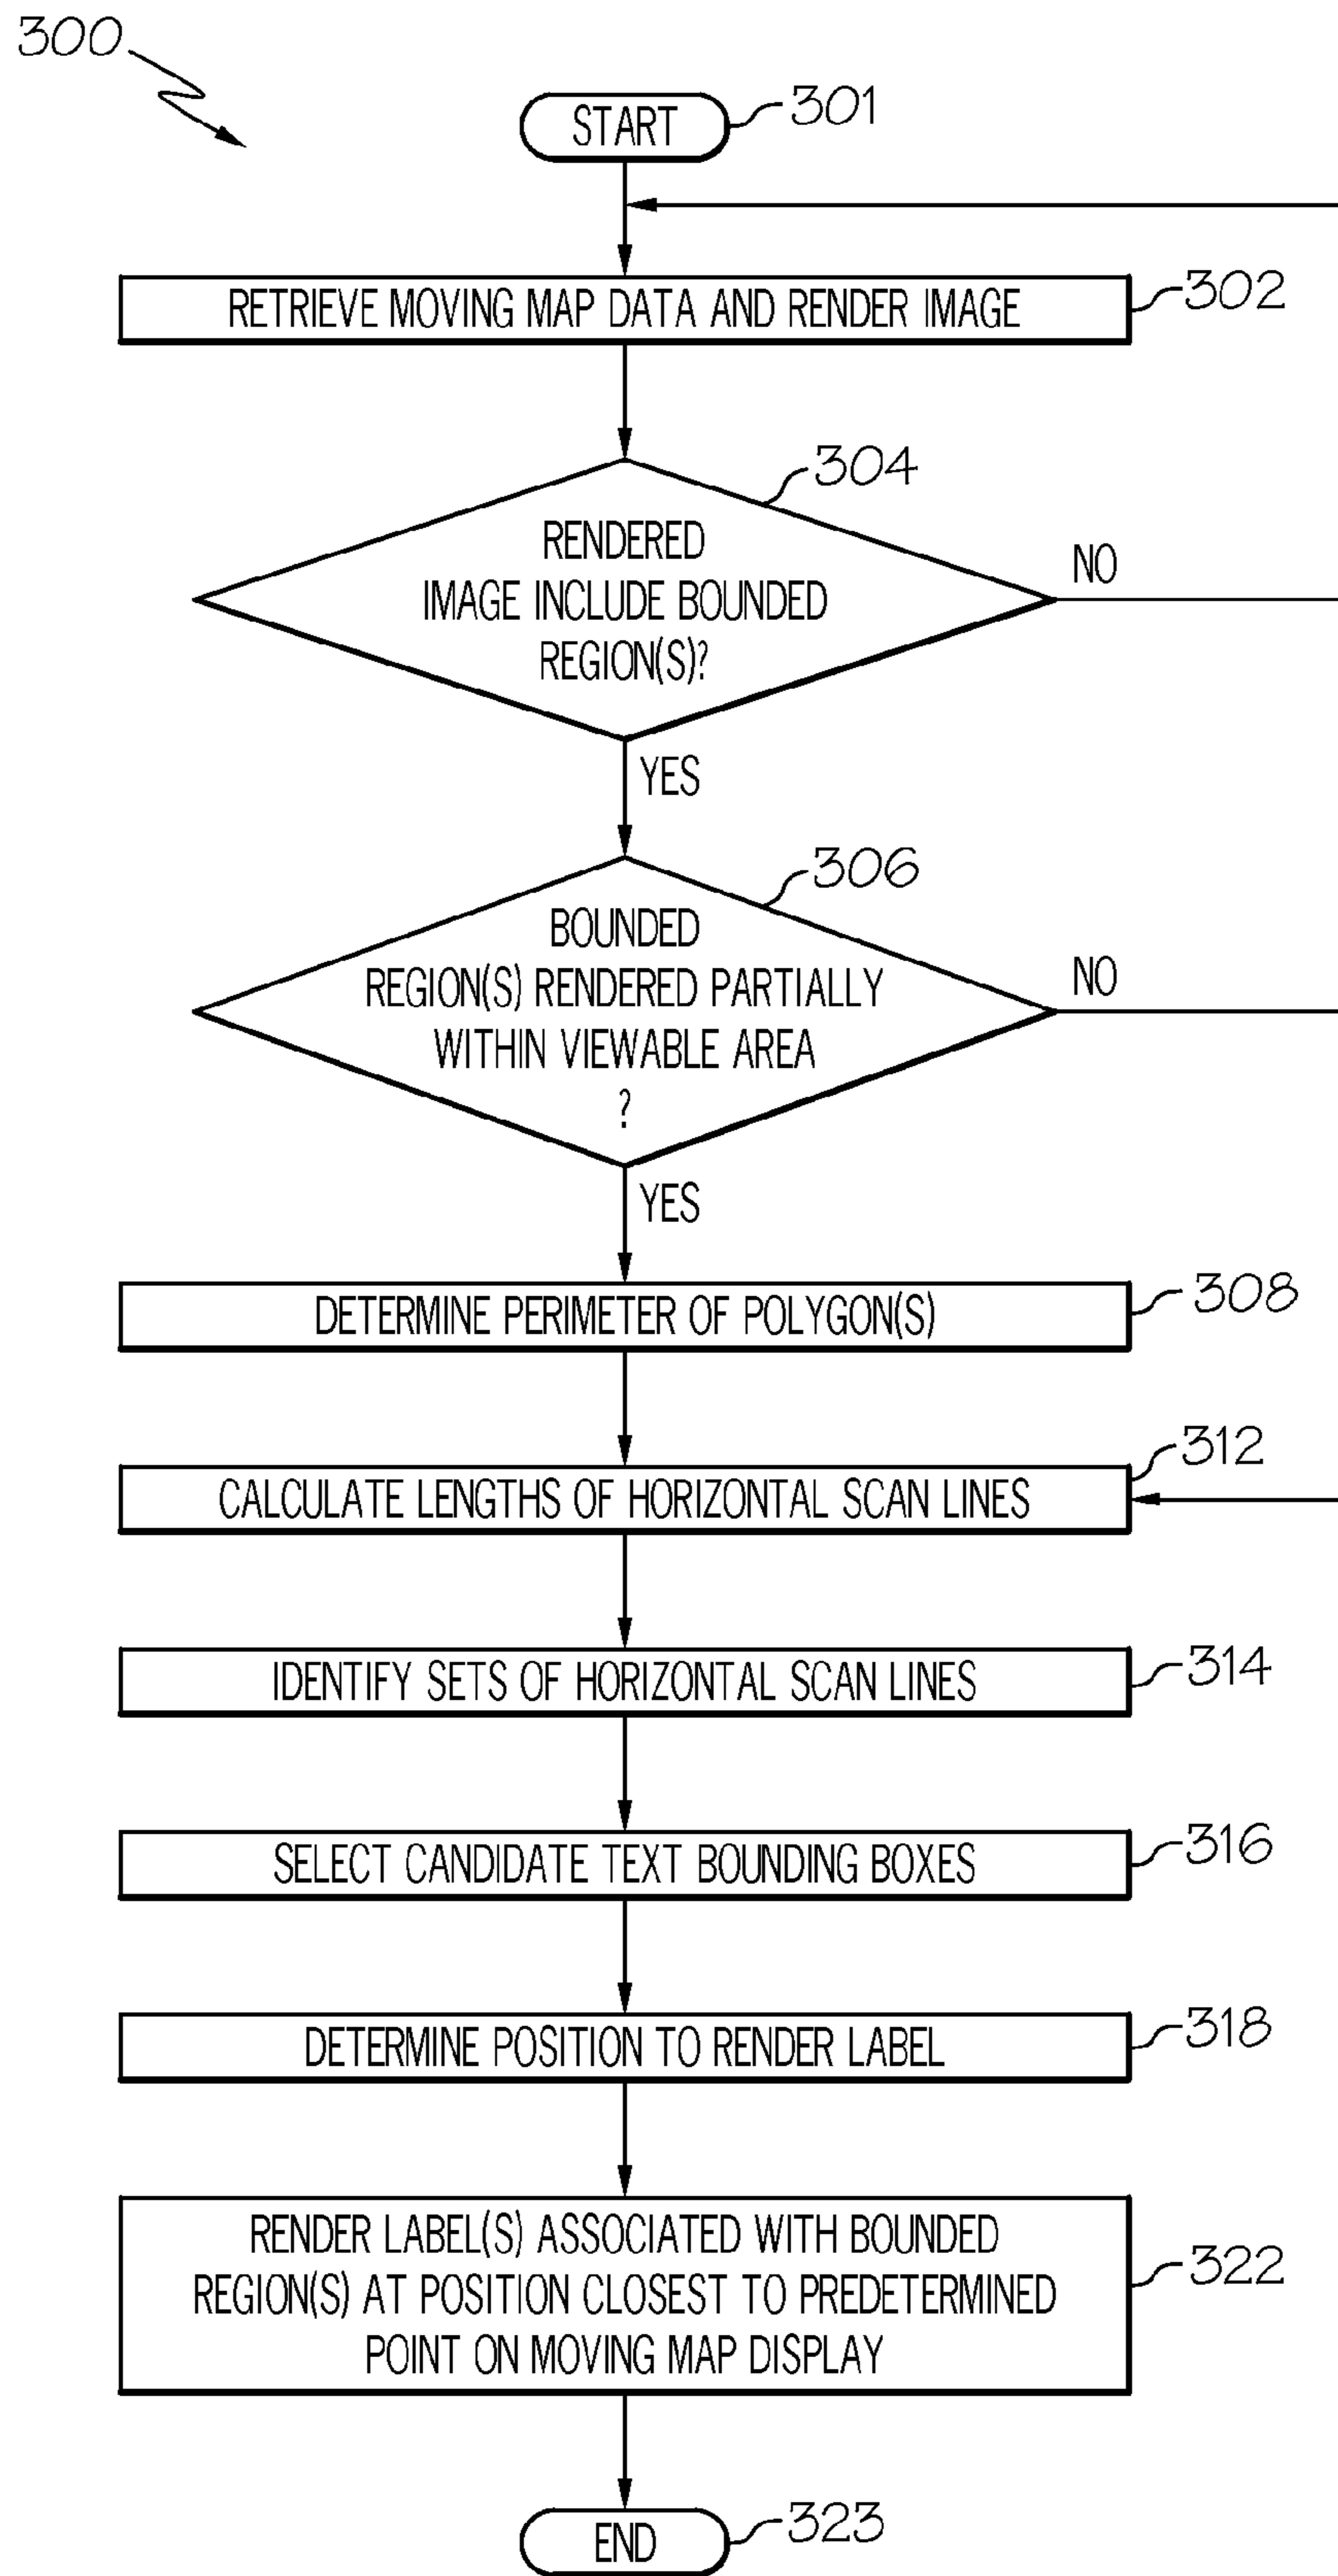 300
START
301
RETRIEVE MOVING MAP DATA AND RENDER IMAGE
302
304
RENDERED
IMAGE INCLUDE BOUNDED
REGION(S)?
NO
YES
306
BOUNDED
REGION(S) RENDERED PARTIALLY
WITHIN VIEWABLE AREA
?
NO
YES
DETERMINE PERIMETER OF POLYGON(S)
308
CALCULATE LENGTHS OF HORIZONTAL SCAN LINES
312
IDENTIFY SETS OF HORIZONTAL SCAN LINES
314
SELECT CANDIDATE TEXT BOUNDING BOXES
316
DETERMINE POSITION TO RENDER LABEL
318
RENDER LABEL(S) ASSOCIATED WITH BOUNDED
REGION(S) AT POSITION CLOSEST TO PREDETERMINED
POINT ON MOVING MAP DISPLAY
322
END
323